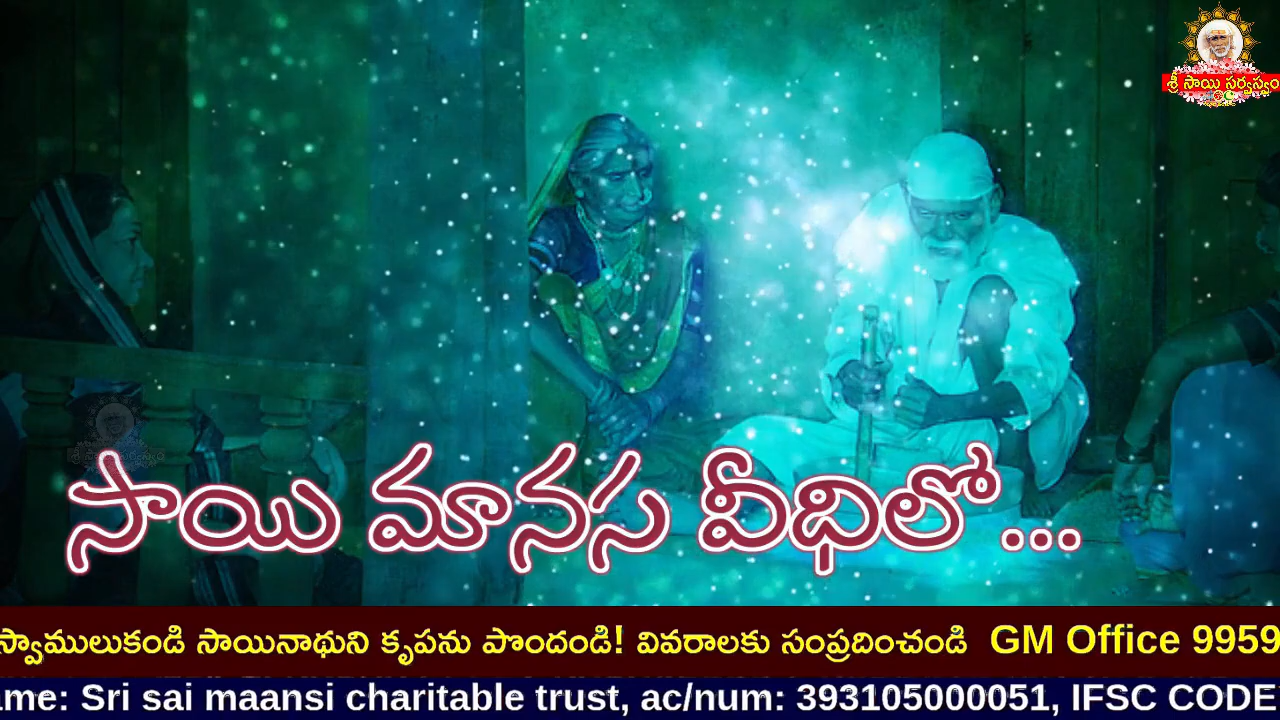 శ్రీ సాయి సర్వస్వం
సాయి మానస వీధిలో...
స్వాములుకండి సాయినాథుని కృపను పొందండి! వివరాలకు సంప్రదించండి GM Office 9959
ame: Sri sai maansi charitable trust, ac/num: 393105000051, IFSC CODE